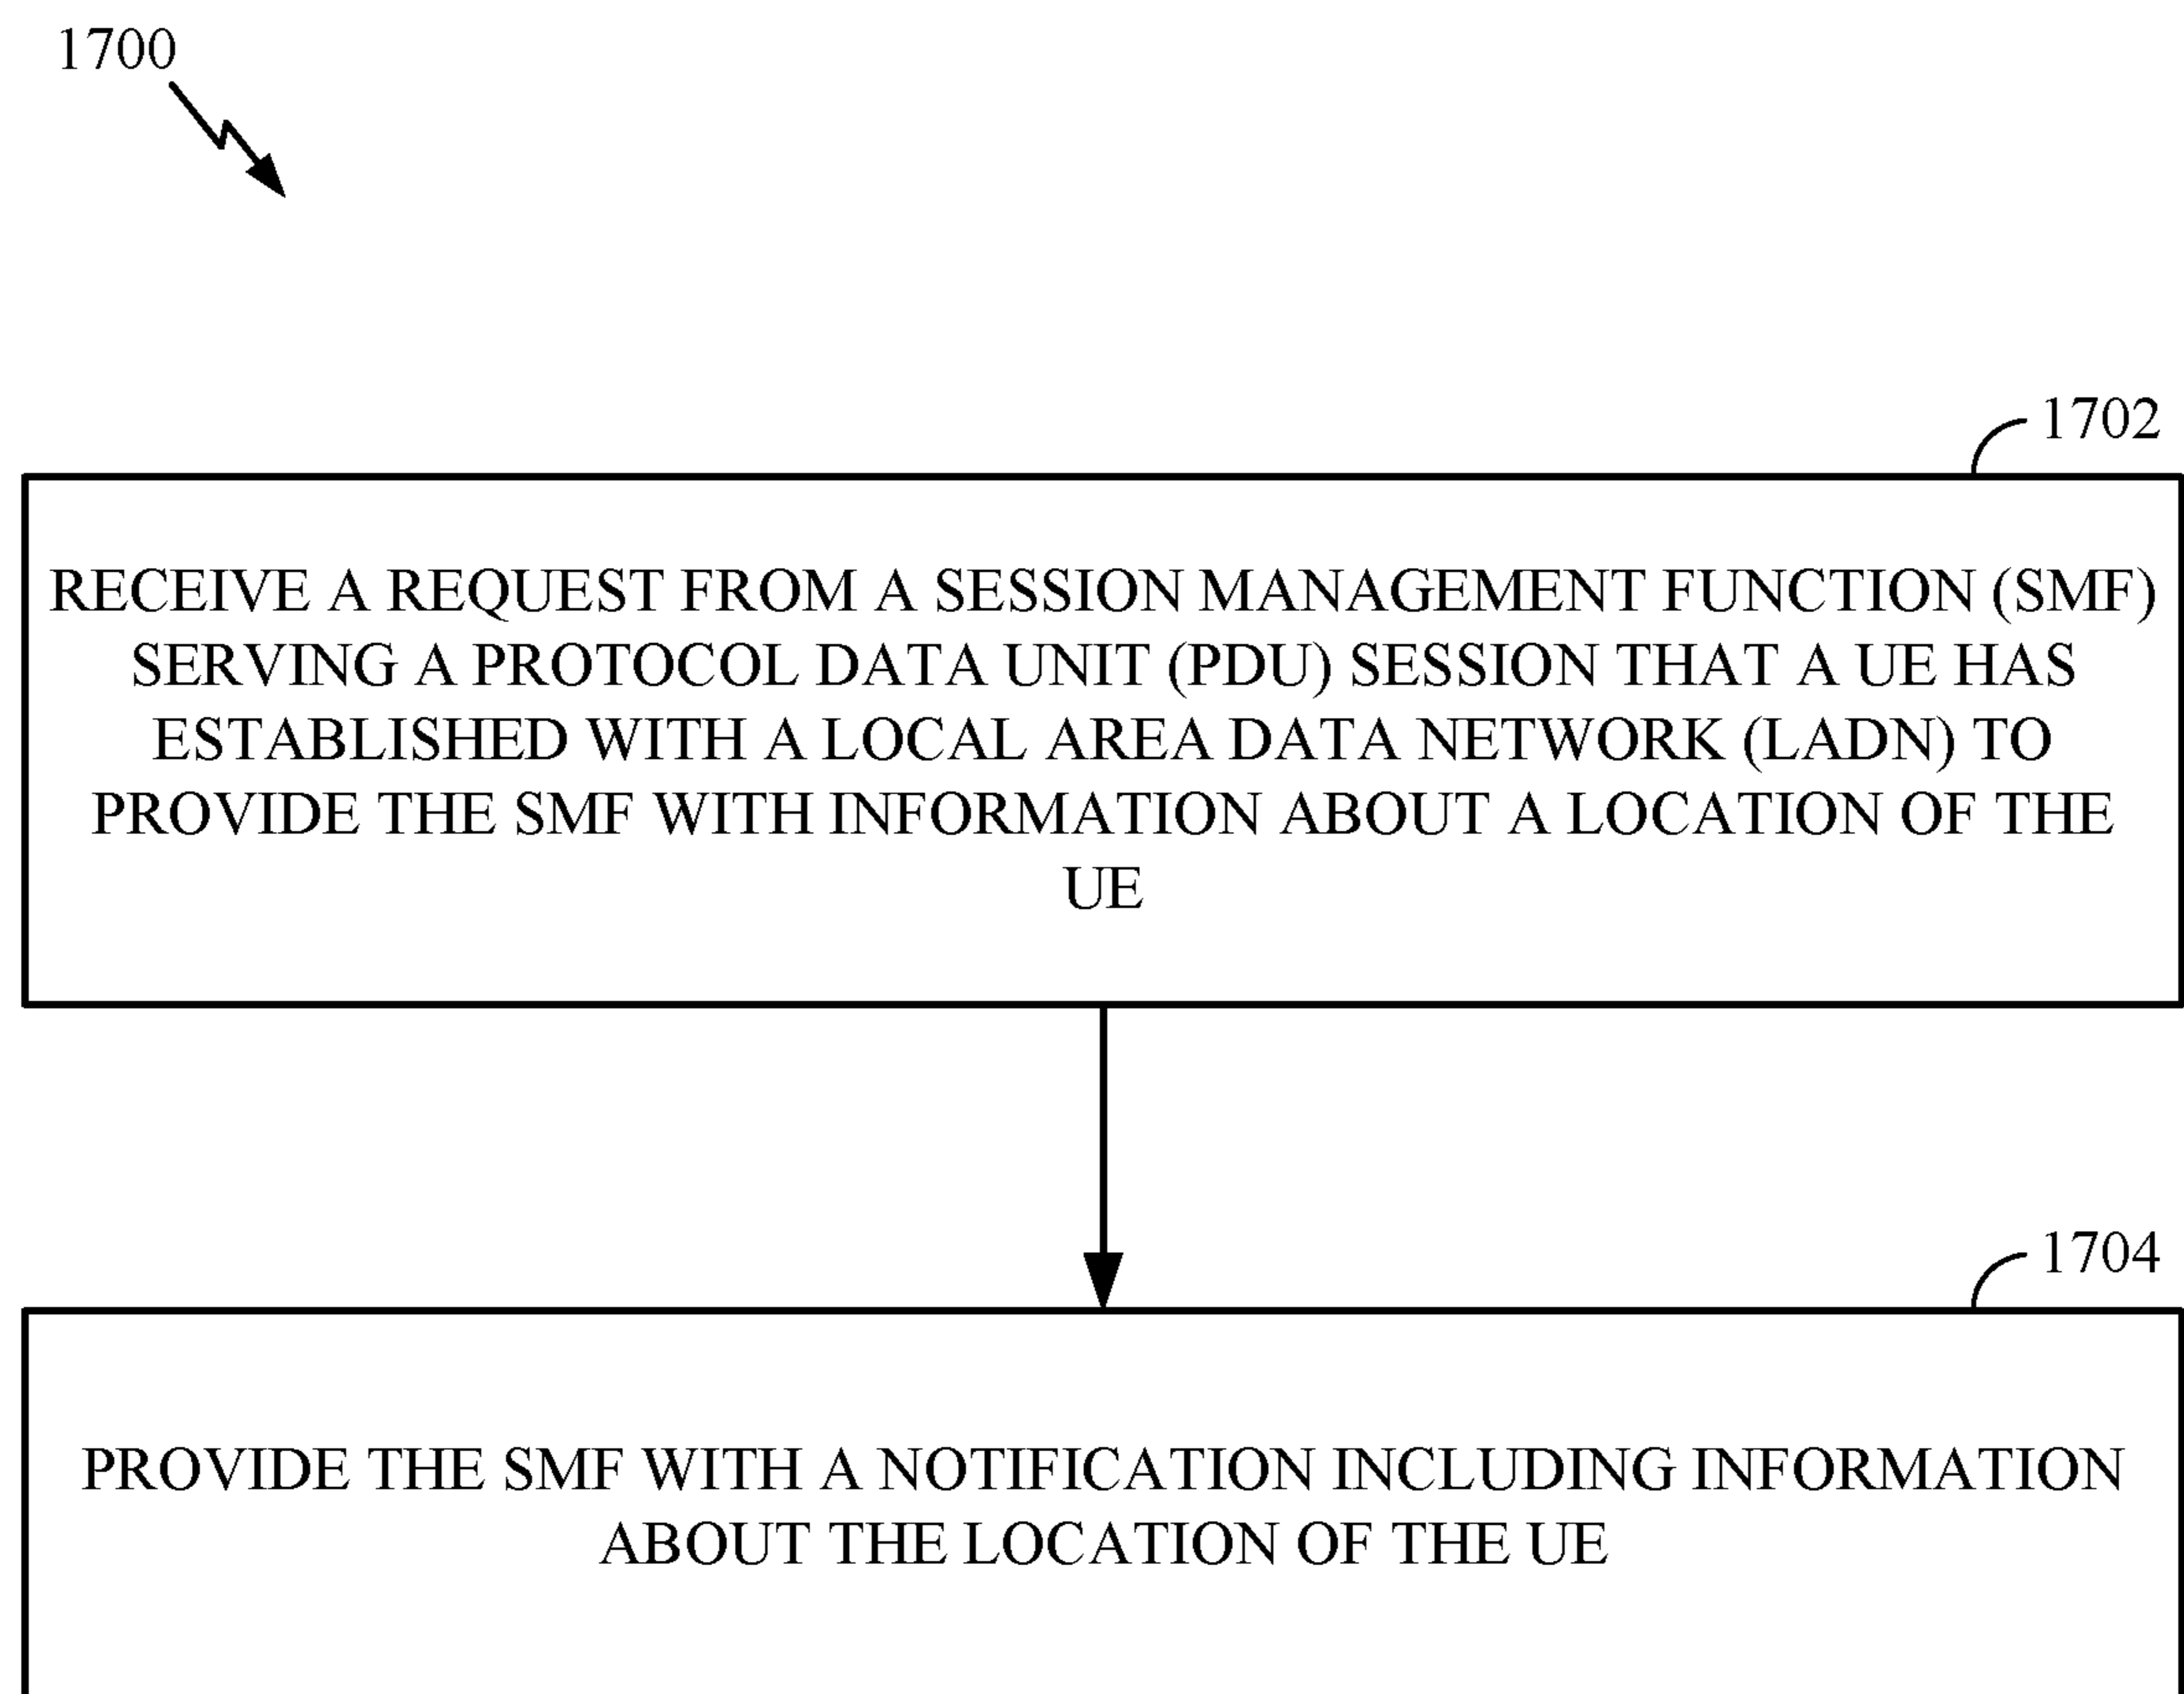 1700
1702
RECEIVE A REQUEST FROM A SESSION MANAGEMENT FUNCTION (SMF)
SERVING A PROTOCOL DATA UNIT (PDU) SESSION THAT A UE HAS
ESTABLISHED WITH A LOCAL AREA DATA NETWORK (LADN) TO
PROVIDE THE SMF WITH INFORMATION ABOUT A LOCATION OF THE
UE
1704
PROVIDE THE SMF WITH A NOTIFICATION INCLUDING INFORMATION
ABOUT THE LOCATION OF THE UE